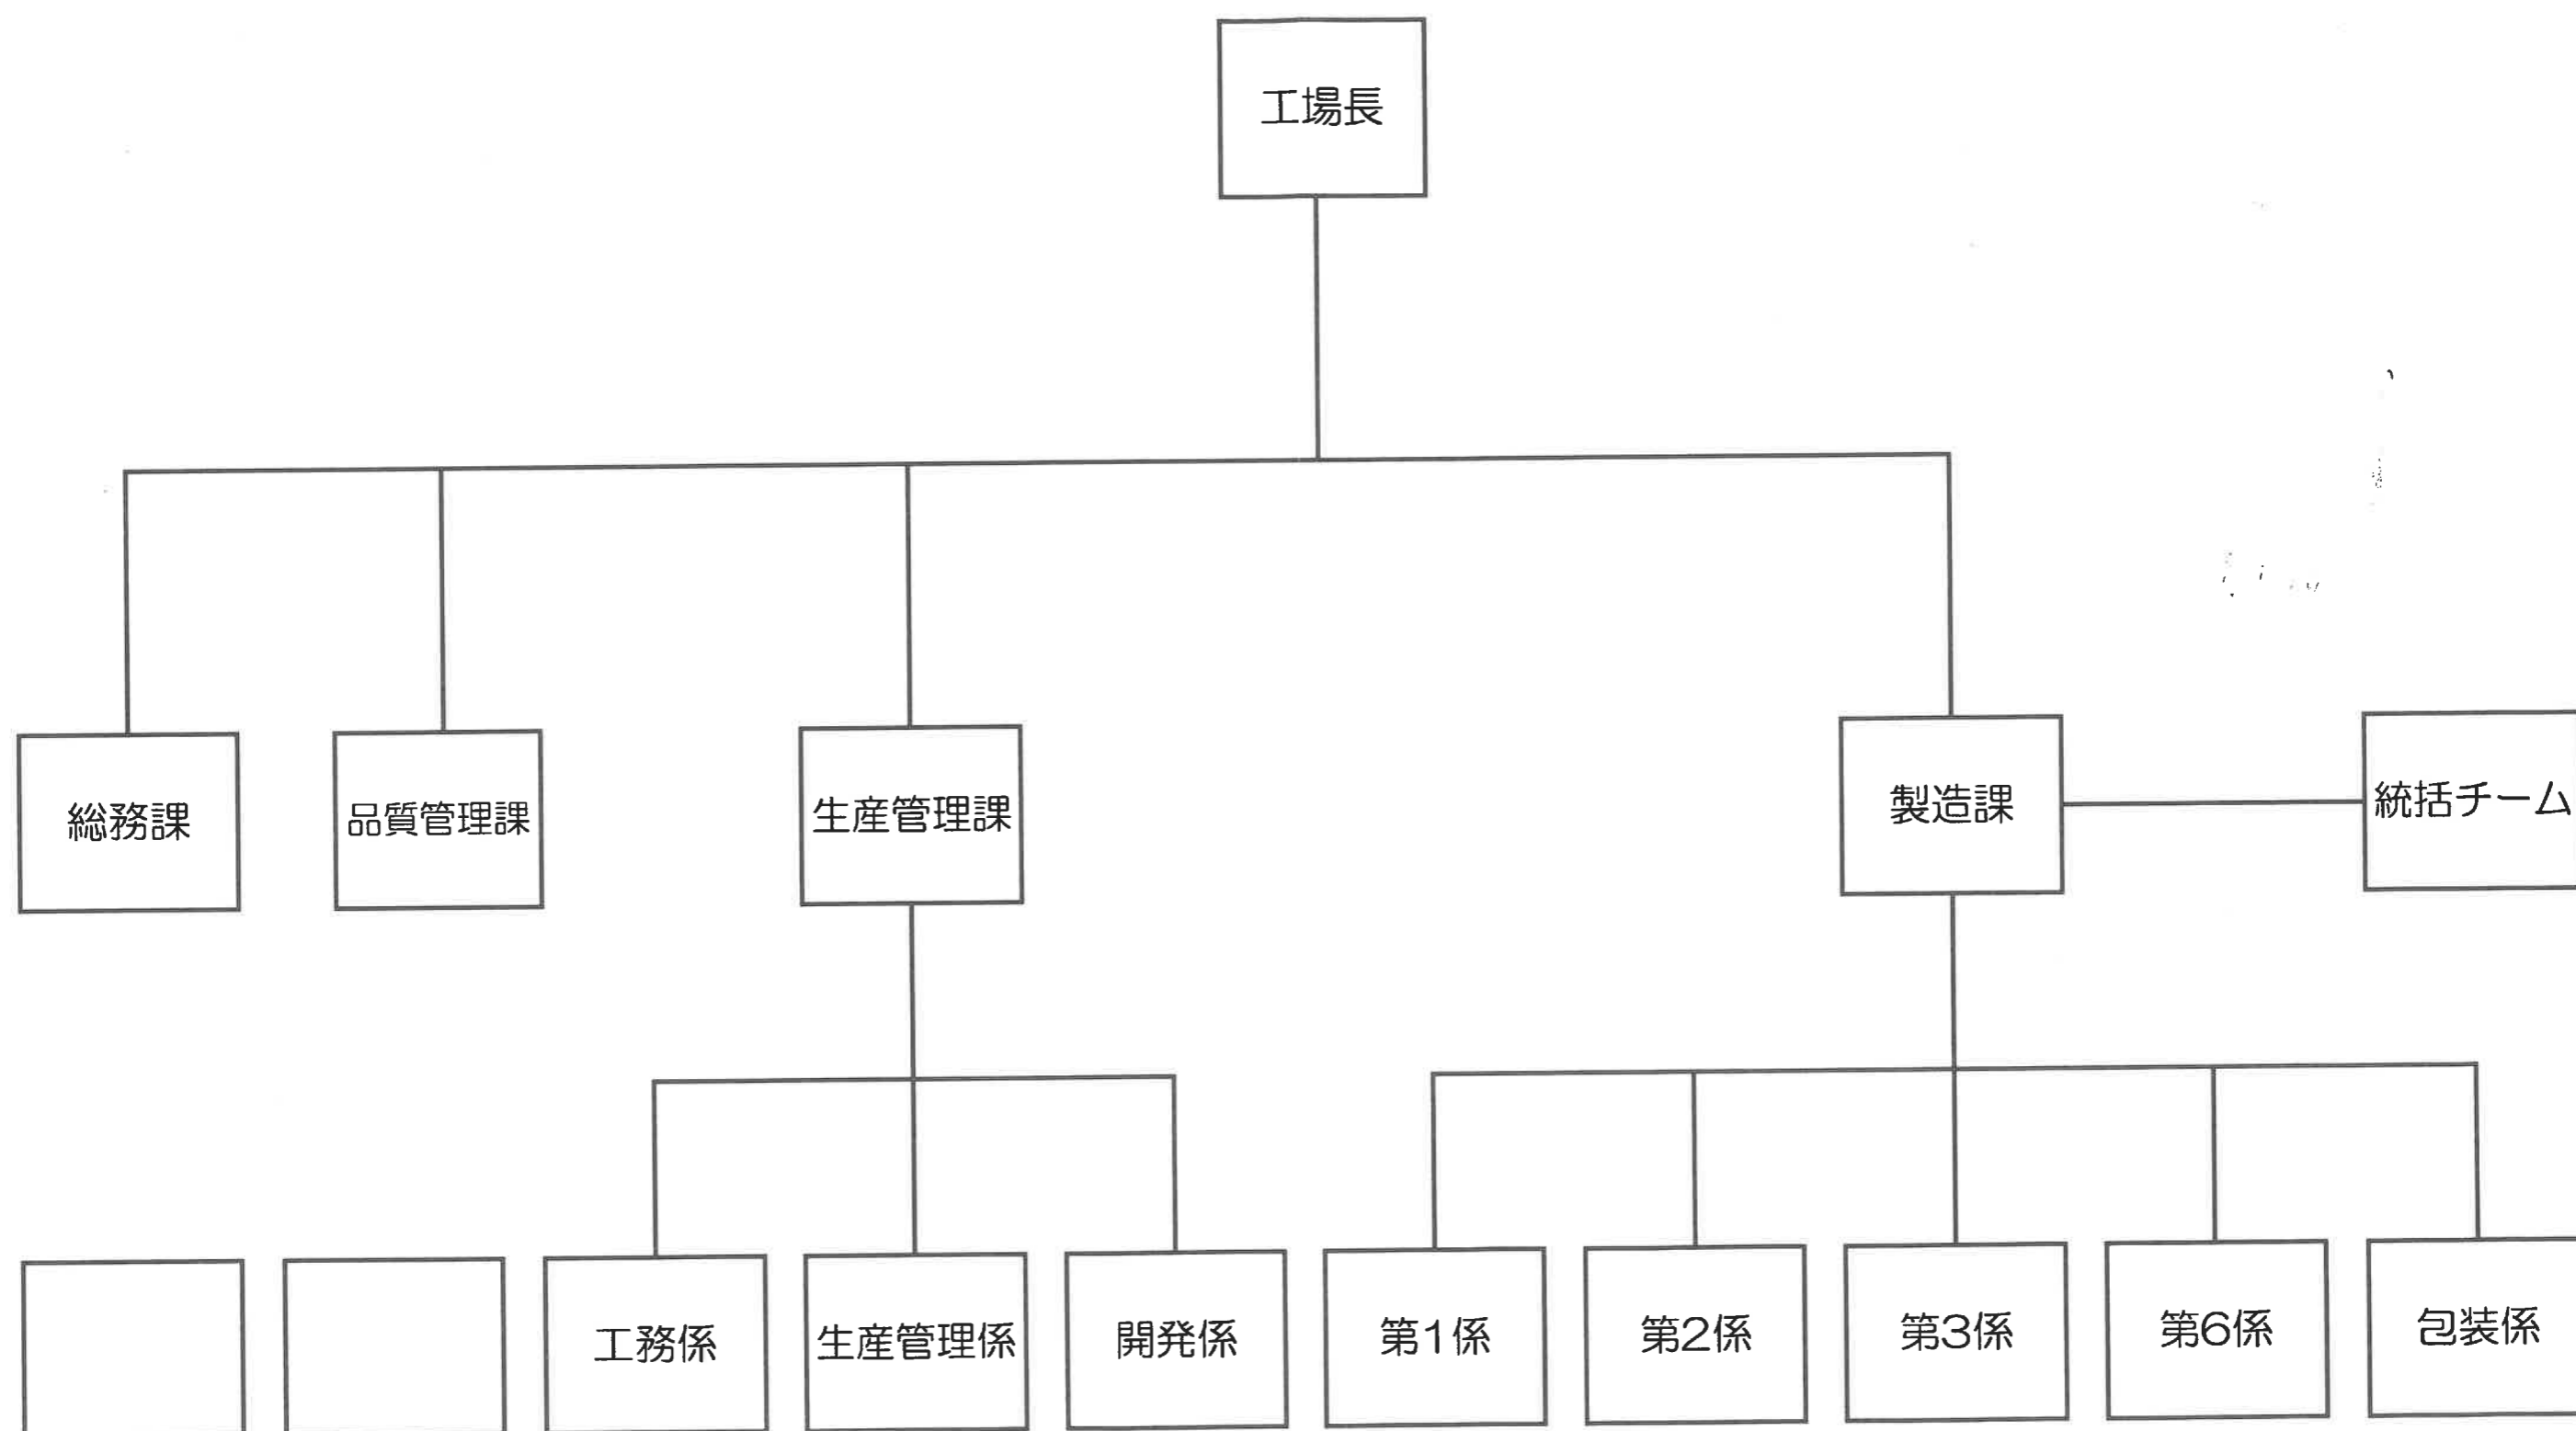 工場長
総務課
品質管理課
生産管理課
製造課
統括チーム
工務係
生産管理係
開発係
第1係
第2係
第3係
第6係
包装係